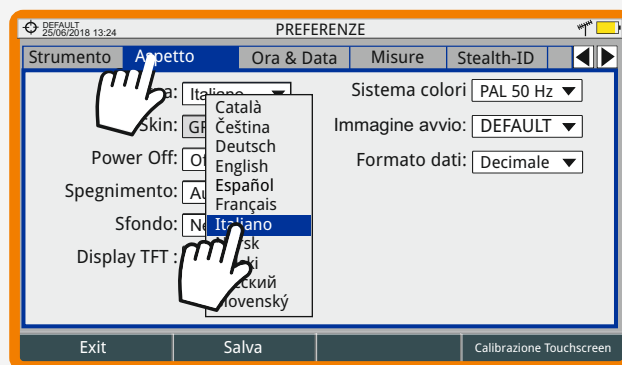 DEFAULT
25/06/2018 13:24
PREFERENZE
Strumento Aspetto Ora & Data Misure Stealth-ID
Italiano
Sistema colori PAL 50 Hz
Skin:
Immagine avvio: DEFAULT
Power Off:
Formato dati: Decimale
Spegnimento:
Sfondo:
Display TFT :
Català
Čeština
Deutsch
English
Español
Français
Italiano
Slovenský
Exit Salva Calibrazione Touchscreen